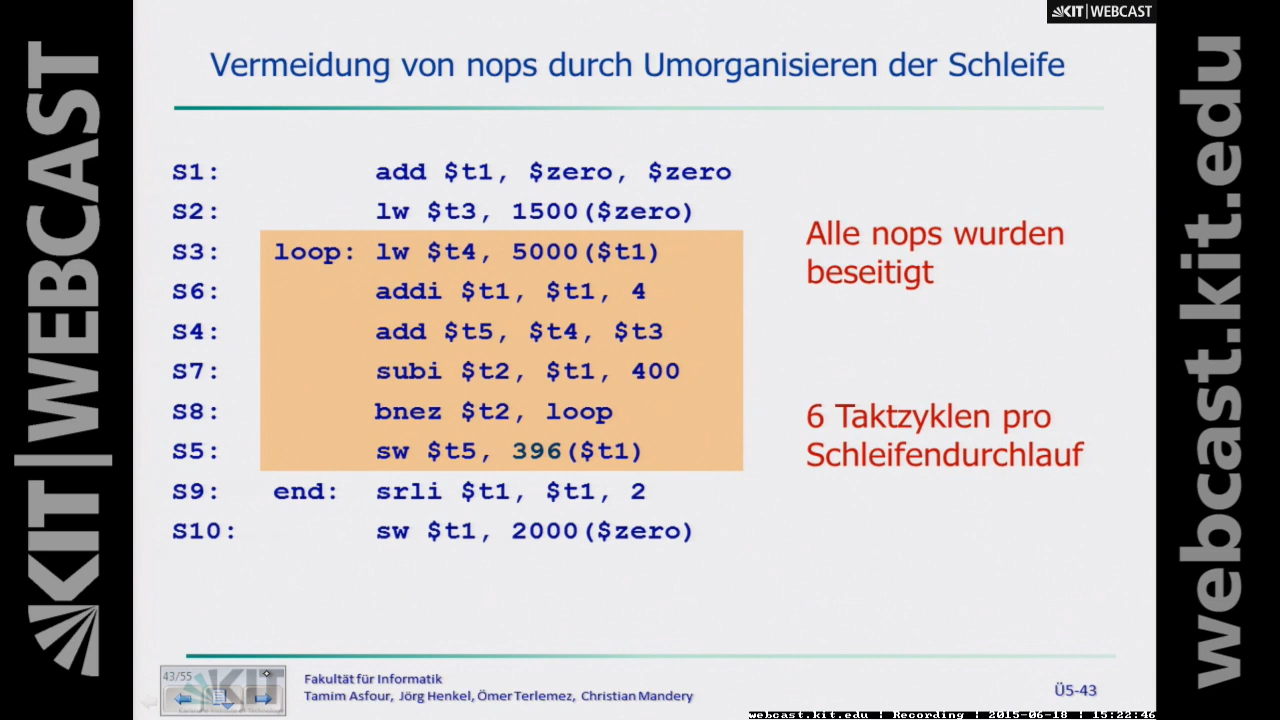 KIT | WEBCAST
Vermeidung von nops durch Umorganisieren der Schleife
S1: add $t1, $zero, $zero
S2: lw $t3, 1500($zero)
S3: loop: lw $t4, 5000($t1)
S6: addi $t1, $t1, 4
S4: add $t5, $t4, $t3
S7: subi $t2, $t1, 400
S8: bnez $t2, loop
S5: sw $t5, 396($t1)
S9: end: srli $t1, $t1, 2
S10: sw $t1, 2000($zero)
Alle nops wurden
beseitigt
6 Taktzyklen pro
Schleifendurchlauf
43/55
KIT
Fakultät für Informatik
Tamim Asfour, Jörg Henkel, Ömer Terlemez, Christian Mandery
Ü5-43
webcast.kit.edu | Recording | 2015-06-18 | 15:22:46
KIT | WEBCAST
webcast.kit.edu